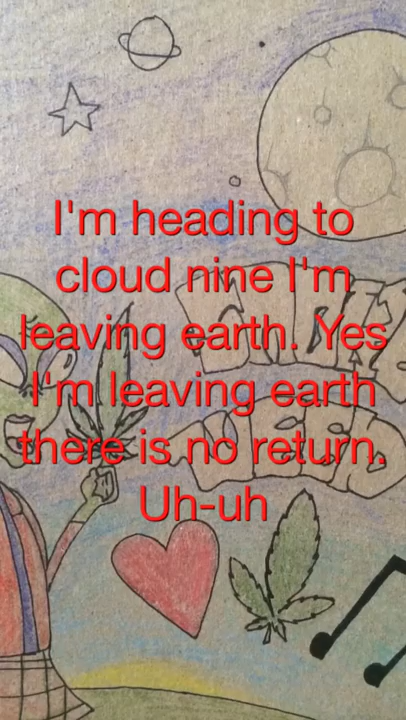 I'm heading to
cloud nine I'm
leaving earth. Yes
I'm leaving earth
there is no return.
Uh-uh